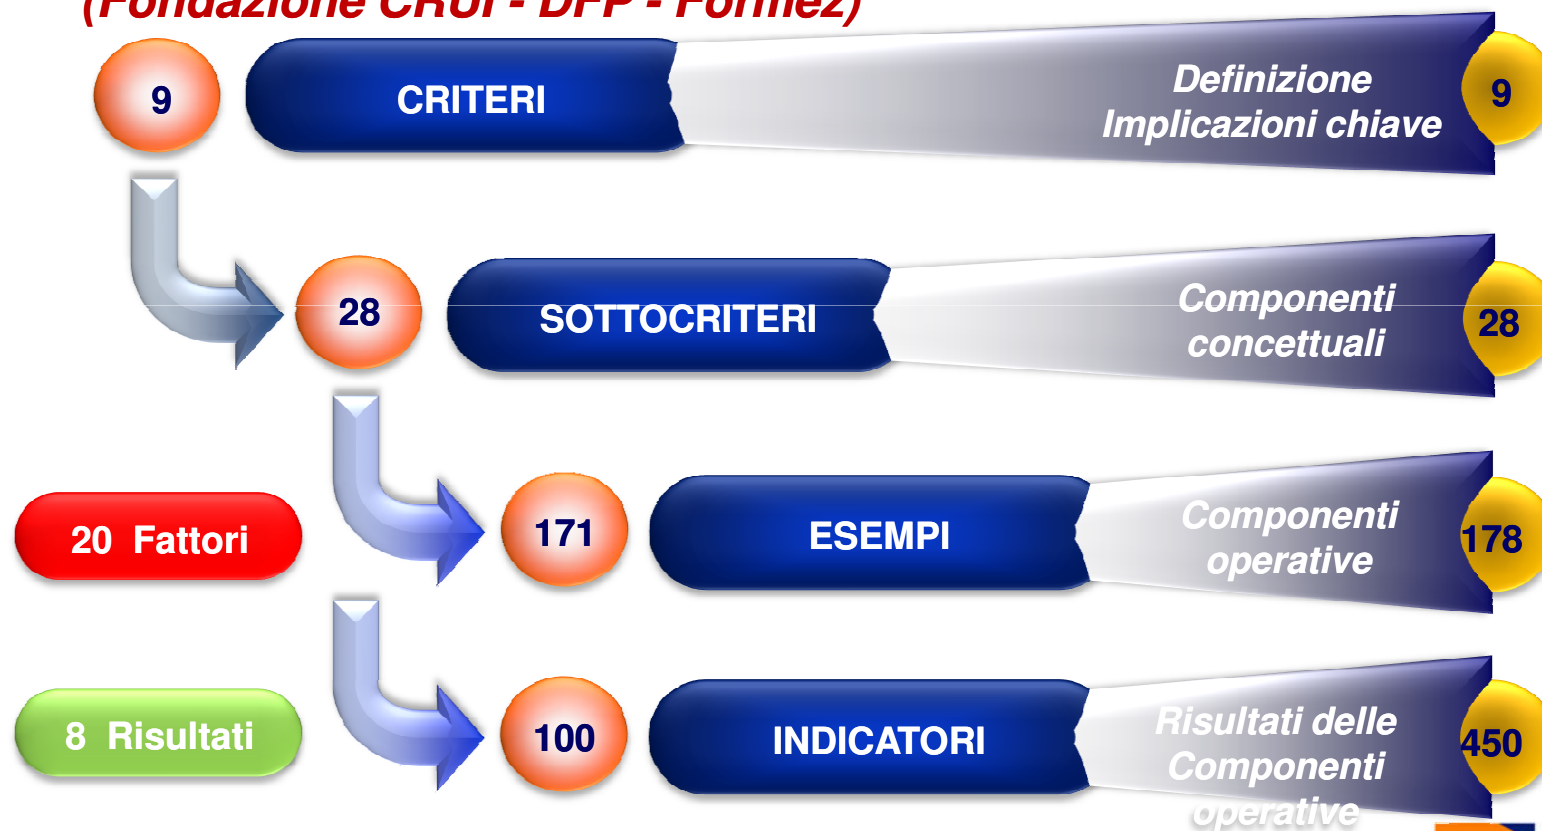 (Fondazione CRUI - DFP - Formez)
9
CRITERI
Definizione
Implicazioni chiave
9
28
SOTTOCRITERI
Componenti
concettuali
28
20 Fattori
171
ESEMPI
Componenti
operative
178
8 Risultati
100
INDICATORI
Risultati delle
Componenti
operative
450